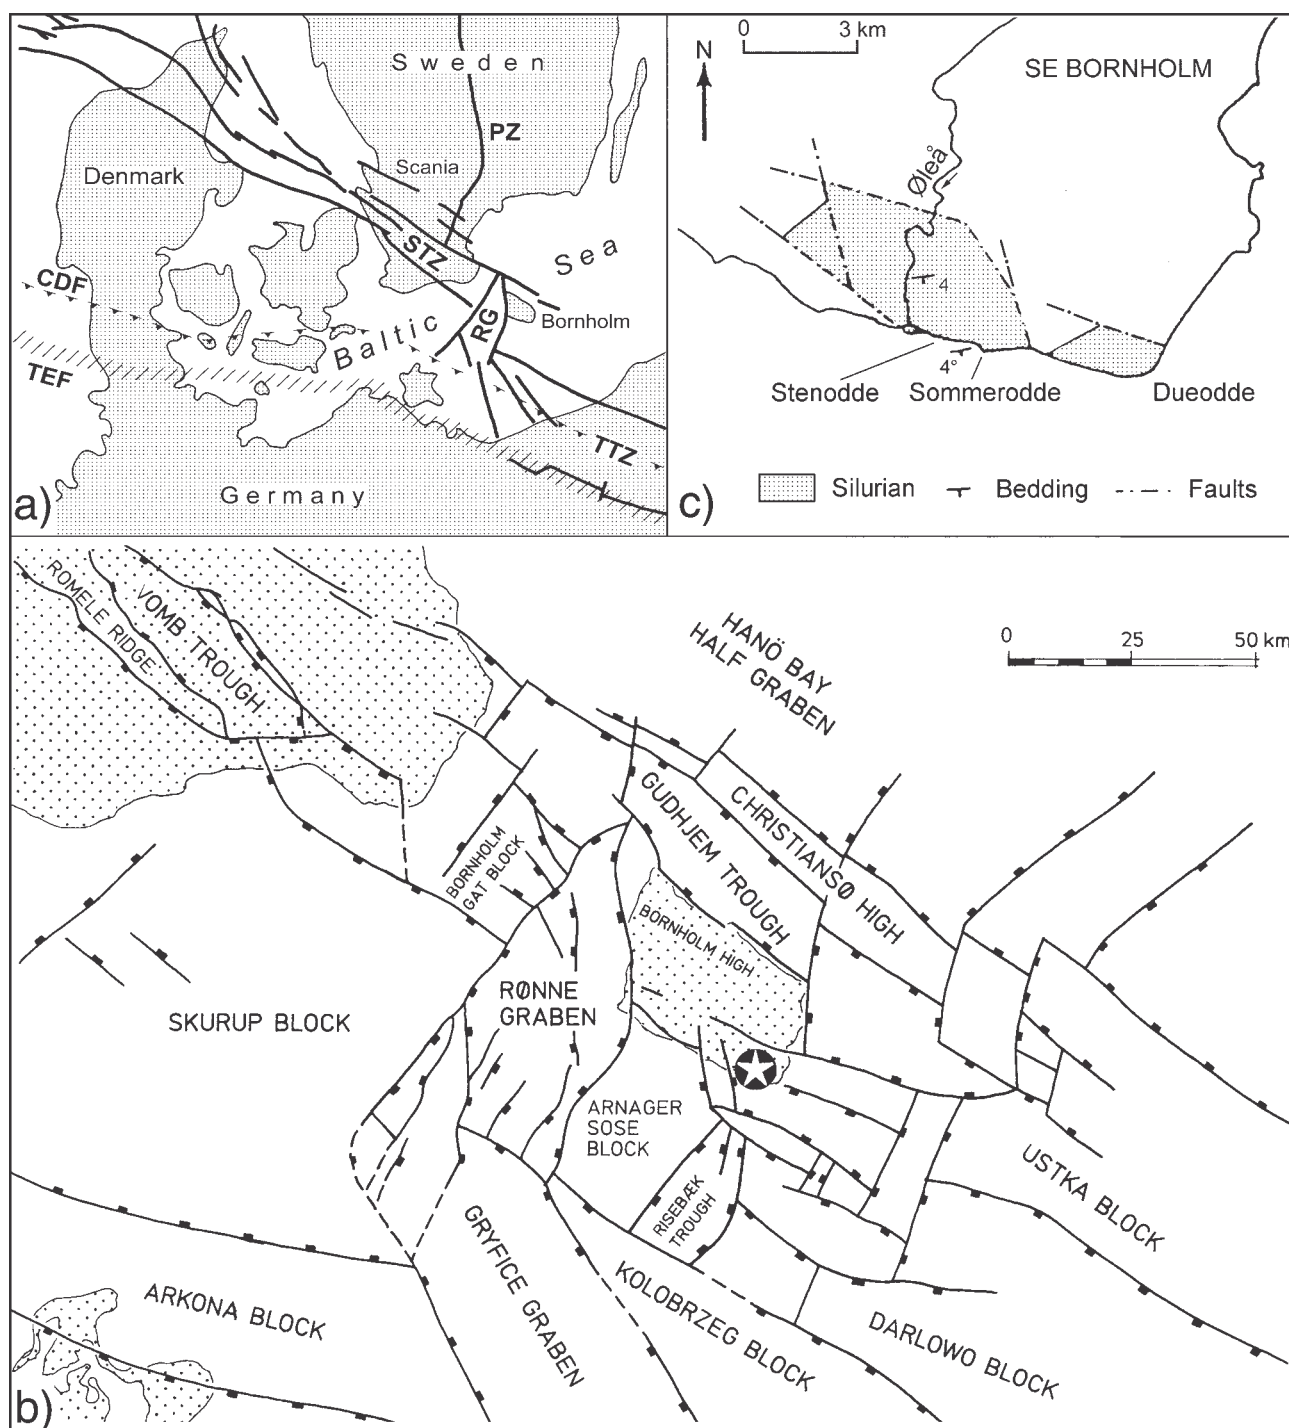 Sweden
PZ
Scania
Denmark
STZ
Sea
CDF
Baltic
RG
Bornholm
TEF
TTZ
Germany
a)
0 3 km
N
SE BORNHOLM
Øleå
4
4°
Stenodde Sommerodde Dueodde
Silurian Bedding Faults
c)
ROMELE RIDGE
VOMB TROUGH
HANÖ BAY
HALF GRABEN
0 25 50 km
BORNHOLM
GAT BLOCK
GUDHJEM TROUGH
CHRISTIANSØ HIGH
BORNHOLM HIGH
RØNNE
GRABEN
SKURUP BLOCK
ARNAGER
SOSE
BLOCK
RISEBÆK
TROUGH
USTKA BLOCK
GRYFICE GRABEN
KOLOBRZEG BLOCK
DARLOWO BLOCK
ARKONA BLOCK
b)